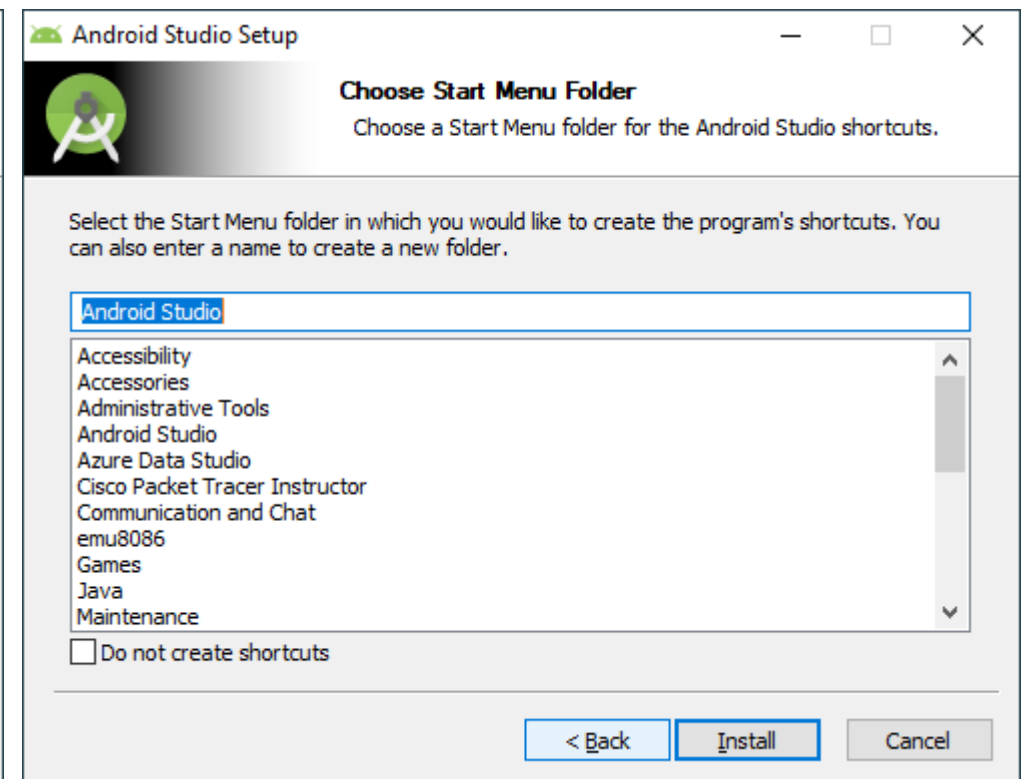 Android Studio Setup
Choose Start Menu Folder
Choose a Start Menu folder for the Android Studio shortcuts.
Select the Start Menu folder in which you would like to create the program's shortcuts. You
can also enter a name to create a new folder.
Android Studio
Accessibility
Accessories
Administrative Tools
Android Studio
Azure Data Studio
Cisco Packet Tracer Instructor
Communication and Chat
emu8086
Games
Java
Maintenance
Do not create shortcuts
< Back
Install
Cancel